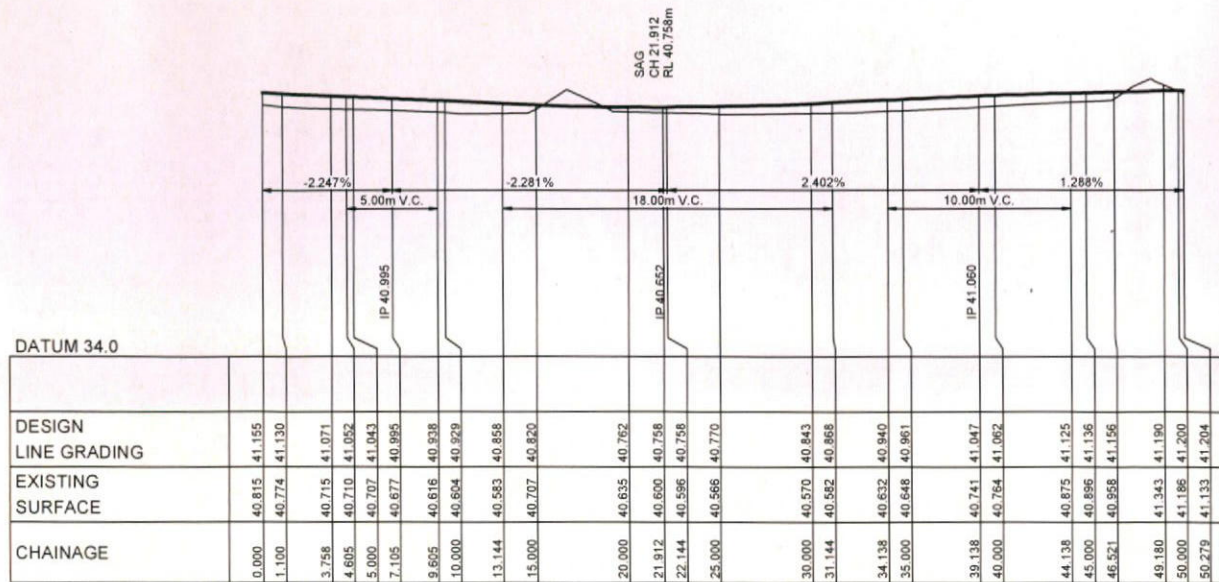 SAG
CH 21.912
RL 40.758m
-2.247% -2.281% 2.402% 1.288%
5.00m V.C. 18.00m V.C. 10.00m V.C.
IP 40.995 IP 40.652 IP 41.060
DATUM 34.0
DESIGN
LINE GRADING
41.155 41.130 41.071 41.052 41.043 40.995 40.938 40.929 40.858 40.820 40.762 40.758 40.758 40.770 40.843 40.868 40.940 40.961 41.047 41.062 41.125 41.136 41.156 41.190 41.200 41.204
EXISTING
SURFACE
40.815 40.774 40.715 40.710 40.707 40.677 40.616 40.604 40.583 40.707 40.635 40.600 40.596 40.566 40.570 40.582 40.632 40.648 40.741 40.764 40.875 40.896 40.958 41.343 41.186 41.133
CHAINAGE
0.000 1.100 3.758 4.605 5.000 7.105 9.605 10.000 13.144 15.000 20.000 21.912 22.144 25.000 30.000 31.144 34.138 35.000 39.138 40.000 44.138 45.000 46.521 49.180 50.000 50.279